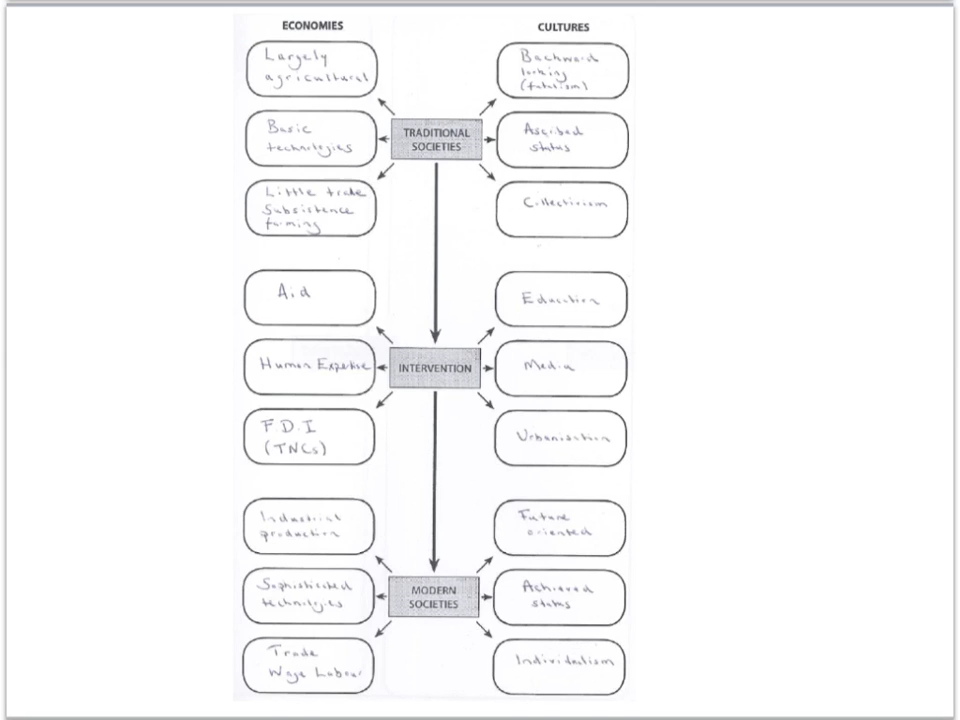 ECONOMIES
CULTURES
Largely
agricultural
Backward
looking
(fatalism)
Basic
technologies
TRADITIONAL
SOCIETIES
Ascribed
status
Little trade
Subsistence
farming
Collectivism
Aid
Education
Human Expertise
INTERVENTION
Media
F.D.I
(TNCs)
Urbanisation
Industrial
production
Future
oriented
Sophisticated
technologies
MODERN
SOCIETIES
Achieved
status
Trade
Wage Labour
Individualism